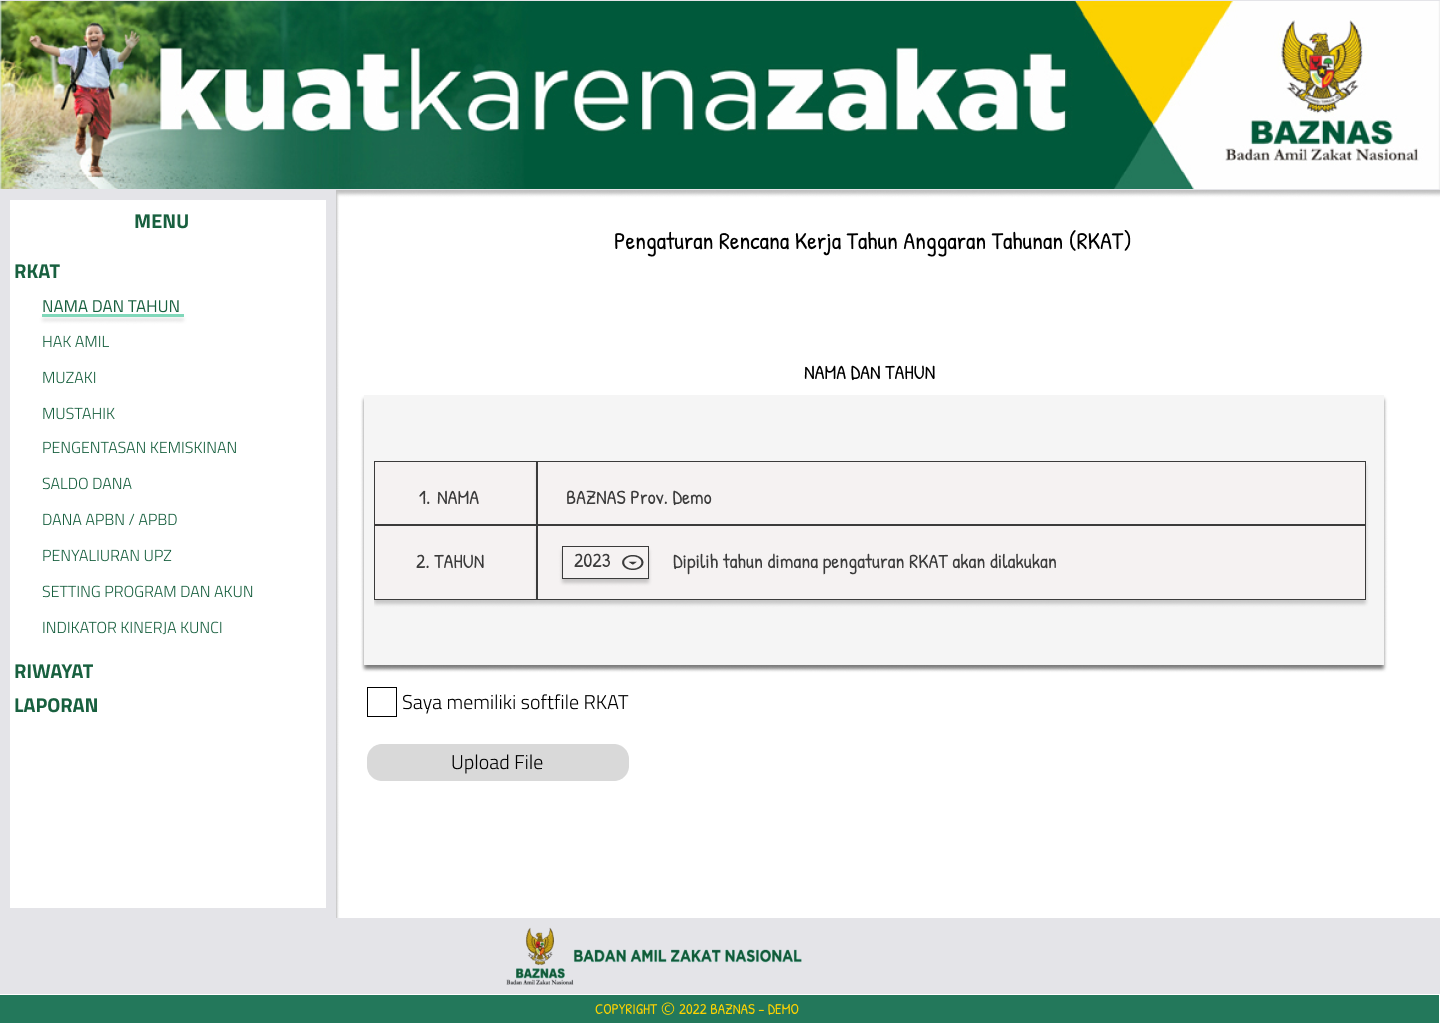 kuatkarenazakat
BAZNAS
Badan Amil Zakat Nasional
MENU
RKAT
NAMA DAN TAHUN
HAK AMIL
MUZAKI
MUSTAHIK
PENGENTASAN KEMISKINAN
SALDO DANA
DANA APBN / APBD
PENYALIURAN UPZ
SETTING PROGRAM DAN AKUN
INDIKATOR KINERJA KUNCI
RIWAYAT
LAPORAN
Pengaturan Rencana Kerja Tahun Anggaran Tahunan (RKAT)
NAMA DAN TAHUN
1. NAMA
BAZNAS Prov. Demo
2. TAHUN
2023
Dipilih tahun dimana pengaturan RKAT akan dilakukan
Saya memiliki softfile RKAT
Upload File
BAZNAS
Badan Amil Zakat Nasional
BADAN AMIL ZAKAT NASIONAL
COPYRIGHT © 2022 BAZNAS - DEMO